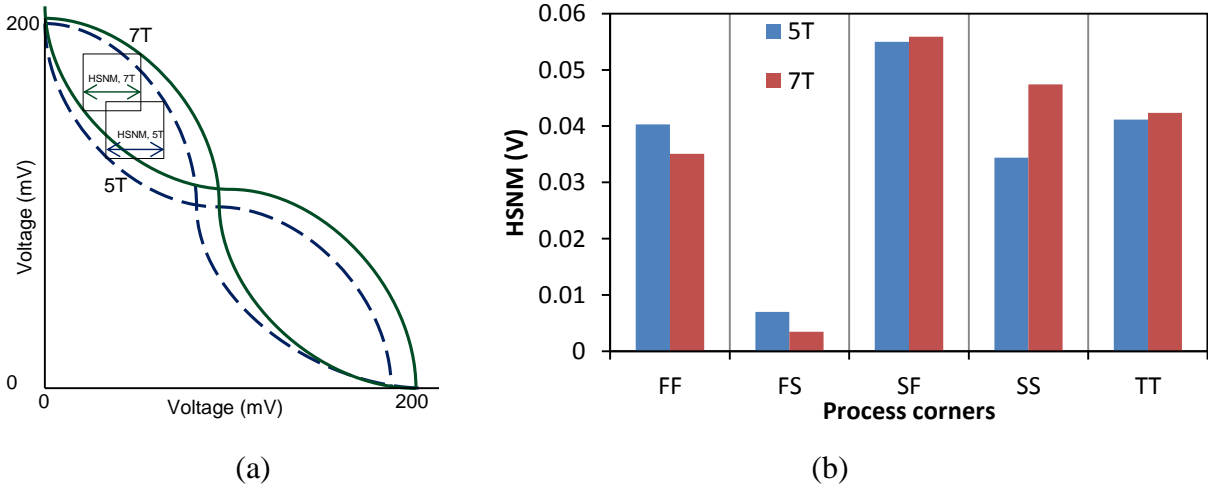 200
7T
HSNM, 7T
HSNM, 5T
5T
Voltage (mV)
0
0
Voltage (mV)
200
(a)
5T
7T
HSNM (V)
0.06
0.05
0.04
0.03
0.02
0.01
0
FF FS SF SS TT
Process corners
(b)